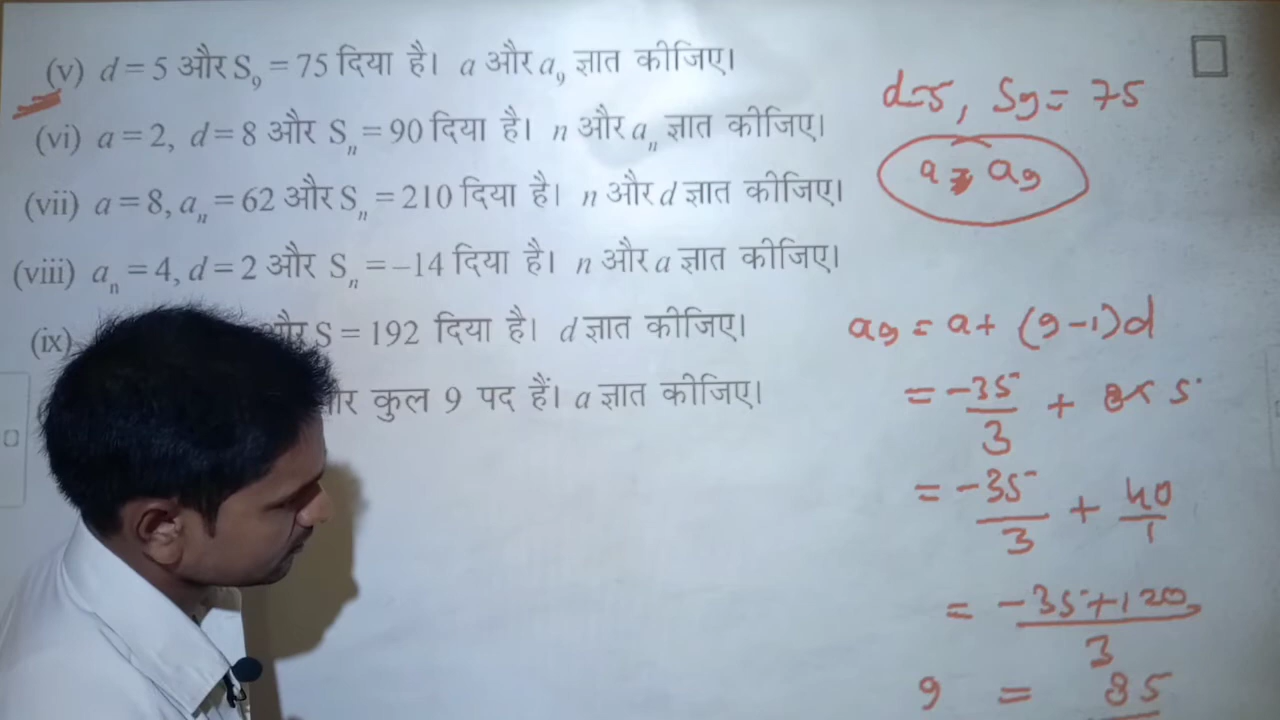 (v) d = 5 और S₉ = 75 दिया है। a और a₉ ज्ञात कीजिए।
(vi) a = 2, d = 8 और Sₙ = 90 दिया है। n और aₙ ज्ञात कीजिए।
(vii) a = 8, aₙ = 62 और Sₙ = 210 दिया है। n और d ज्ञात कीजिए।
(viii) aₙ = 4, d = 2 और Sₙ = –14 दिया है। n और a ज्ञात कीजिए।
(ix) और S = 192 दिया है। d ज्ञात कीजिए।
कुल 9 पद हैं। a ज्ञात कीजिए।
d=5, S9 = 75
a, a9
a9 = a + (9-1)d
= -35/3 + 8×5
= -35/3 + 40/1
= (-35+120)/3
9 = 85